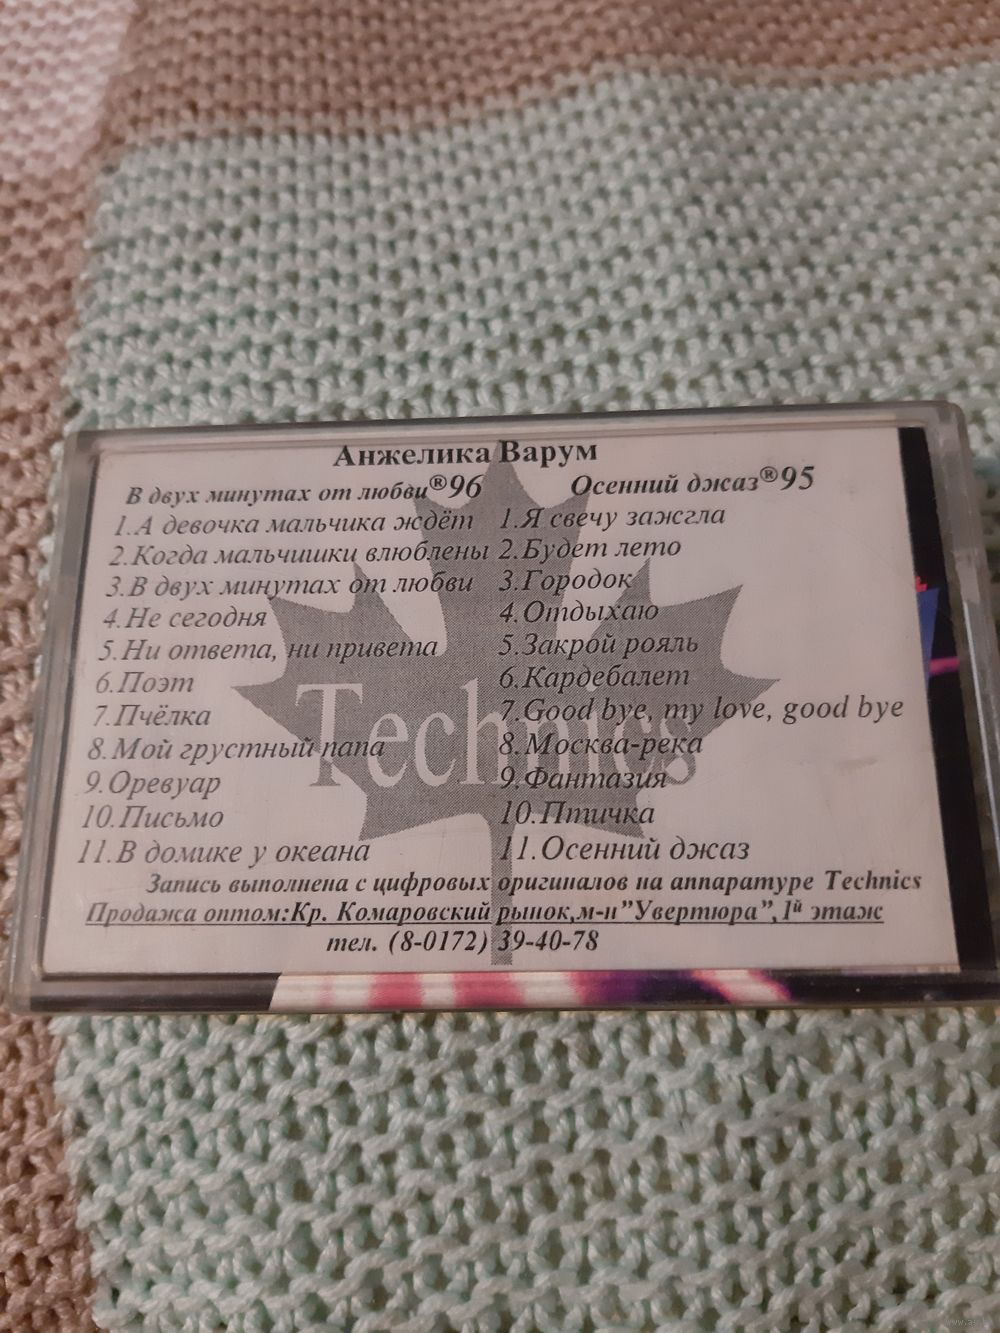 Анжелика Варум
В двух минутах от любви®96
1.А девочка мальчика ждёт
2.Когда мальчишки влюблены
3.В двух минутах от любви
4.Не сегодня
5.Ни ответа, ни привета
6.Поэт
7.Пчёлка
8.Мой грустный папа
9.Оревуар
10.Письмо
11.В домике у океана
Осенний джаз®95
1.Я свечу зажгла
2.Будет лето
3.Городок
4.Отдыхаю
5.Закрой рояль
6.Кардебалет
7.Good bye, my love, good bye
8.Москва-река
9.Фантазия
10.Птичка
11.Осенний джаз
Technics
Запись выполнена с цифровых оригиналов на аппаратуре Technics
Продажа оптом:Кр. Комаровский рынок,м-н"Увертюра",1й этаж
тел. (8-0172) 39-40-78